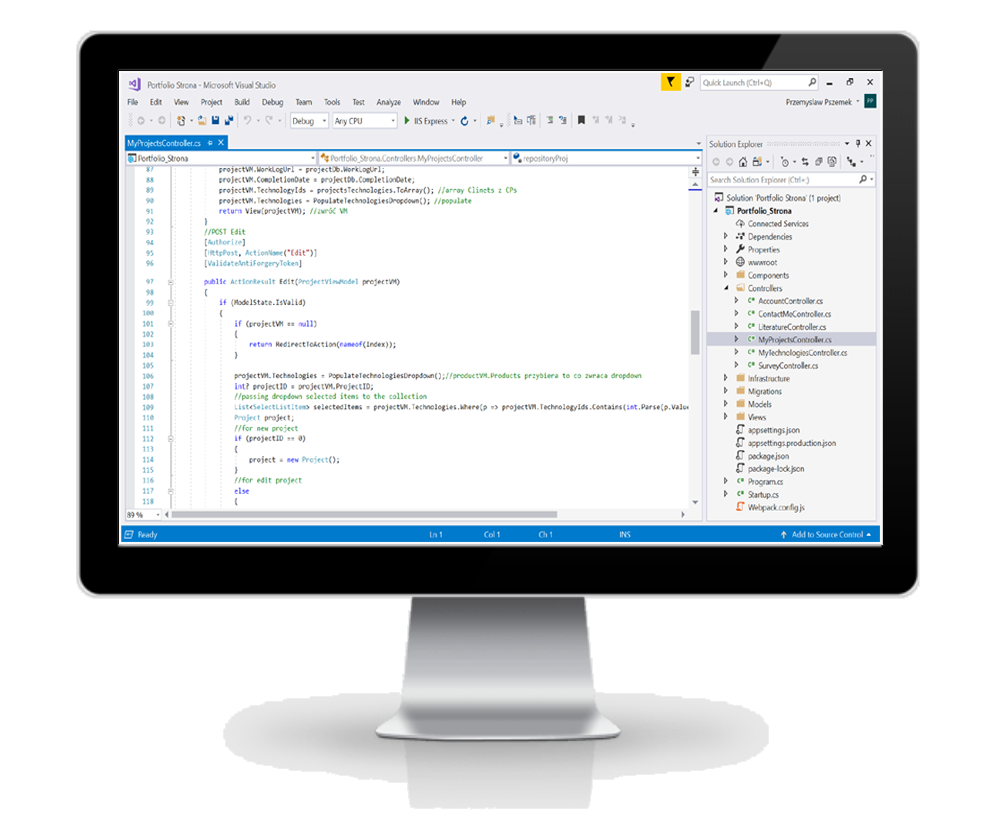 Portfolio Strona - Microsoft Visual Studio
Quick Launch (Ctrl+Q)
File Edit View Project Build Debug Team Tools Test Analyze Window Help
Przemyslaw Pszemek PP
Debug Any CPU IIS Express
MyProjectsController.cs
Portfolio_Strona Portfolio_Strona.Controllers.MyProjectsController repositoryProj
87 projectVM.WorkLogUrl = projectDb.WorkLogUrl;
88 projectVM.CompletionDate = projectDb.CompletionDate;
89 projectVM.TechnologyIds = projectsTechnologies.ToArray(); //array Clinets z CPs
90 projectVM.Technologies = PopulateTechnologiesDropdown(); //populate
91 return View(projectVM); //zwróć VM
92 }
93 //POST Edit
94 [Authorize]
95 [HttpPost, ActionName("Edit")]
96 [ValidateAntiForgeryToken]
97 public ActionResult Edit(ProjectViewModel projectVM)
98 {
99 if (ModelState.IsValid)
100 {
101 if (projectVM == null)
102 {
103 return RedirectToAction(nameof(Index));
104 }
105
106 projectVM.Technologies = PopulateTechnologiesDropdown();//productVM.Products przybiera to co zwraca dropdown
107 int? projectID = projectVM.ProjectID;
108 //passing dropdown selected items to the collection
109 List<SelectListItem> selectedItems = projectVM.Technologies.Where(p => projectVM.TechnologyIds.Contains(int.Parse(p.Value
110 Project project;
111 //for new project
112 if (projectID == 0)
113 {
114 project = new Project();
115 }
116 //for edit project
117 else
118 {
89 %
Solution Explorer
Search Solution Explorer (Ctrl+;)
Solution 'Portfolio Strona' (1 project)
Portfolio_Strona
Connected Services
Dependencies
Properties
wwwroot
Components
Controllers
C# AccountController.cs
C# ContactMeController.cs
C# LiteratureController.cs
C# MyProjectsController.cs
C# MyTechnologiesController.cs
C# SurveyController.cs
Infrastructure
Migrations
Models
Views
appsettings.json
appsettings.production.json
package.json
package-lock.json
C# Program.cs
C# Startup.cs
Webpack.config.js
Ready Ln 1 Col 1 Ch 1 INS Add to Source Control